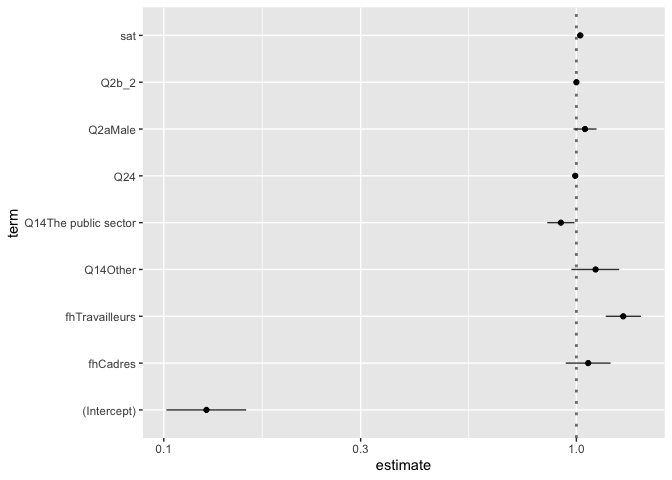 sat
Q2b_2
Q2aMale
Q24
Q14The public sector
Q14Other
fhTravailleurs
fhCadres
(Intercept)
term
0.1
0.3
1.0
estimate